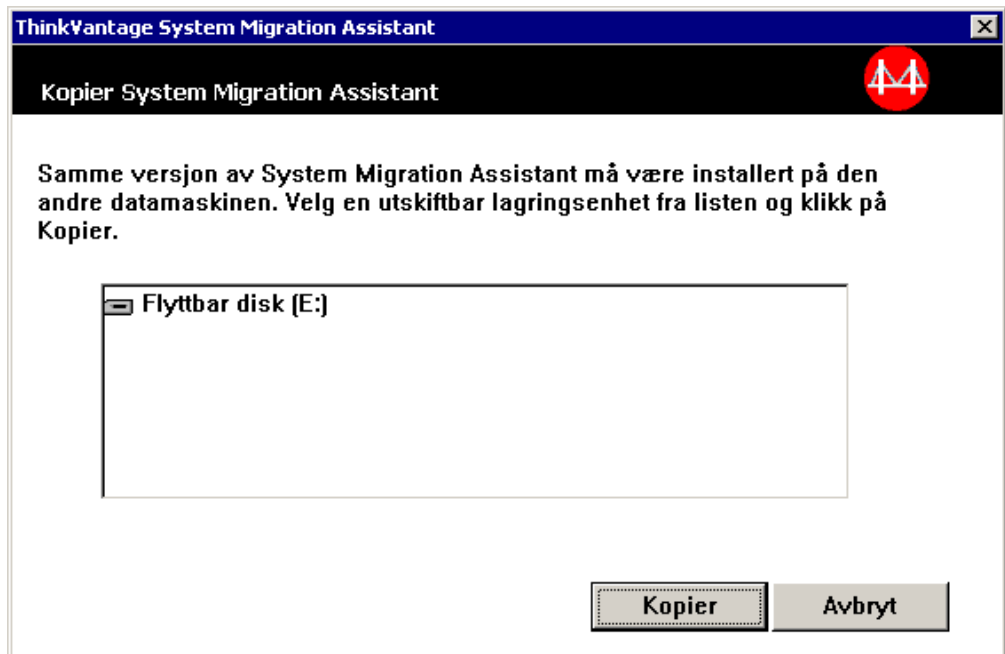 ThinkVantage System Migration Assistant
Kopier System Migration Assistant
Samme versjon av System Migration Assistant må være installert på den
andre datamaskinen. Velg en utskiftbar lagringsenhet fra listen og klikk på
Kopier.
Flyttbar disk (E:)
Kopier
Avbryt